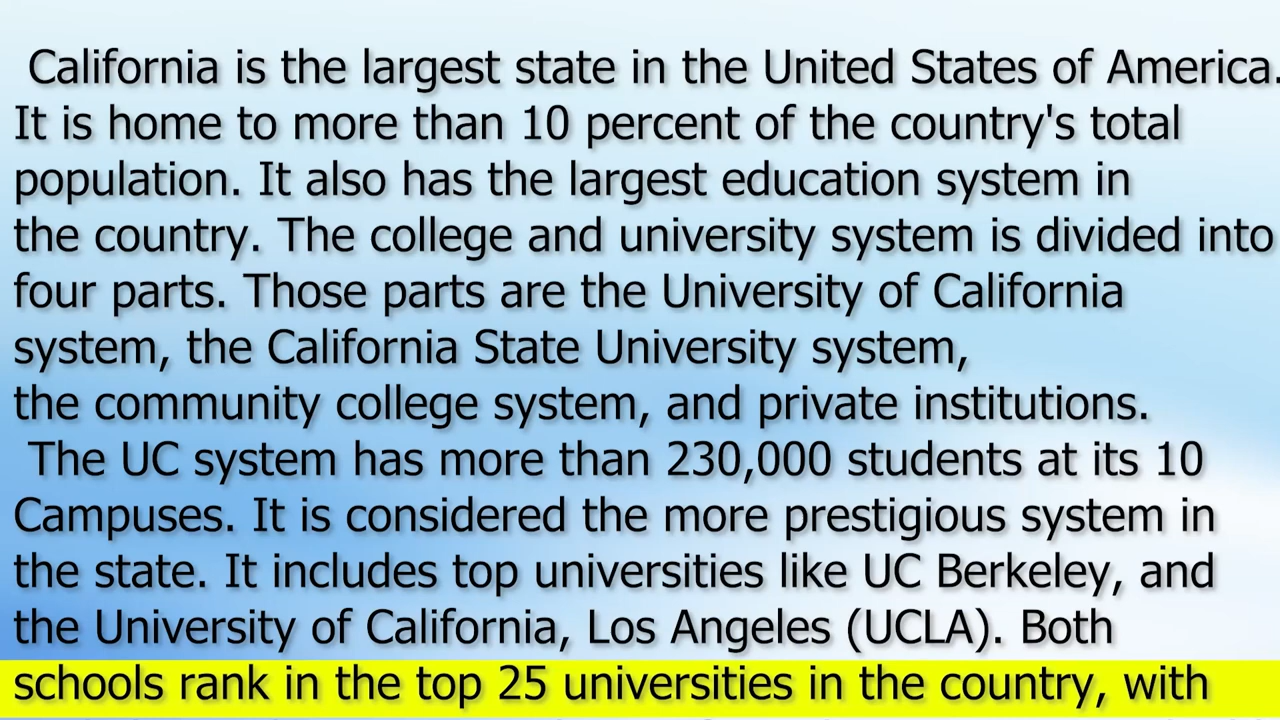 California is the largest state in the United States of America.
It is home to more than 10 percent of the country's total
population. It also has the largest education system in
the country. The college and university system is divided into
four parts. Those parts are the University of California
system, the California State University system,
the community college system, and private institutions.
The UC system has more than 230,000 students at its 10
Campuses. It is considered the more prestigious system in
the state. It includes top universities like UC Berkeley, and
the University of California, Los Angeles (UCLA). Both
schools rank in the top 25 universities in the country, with